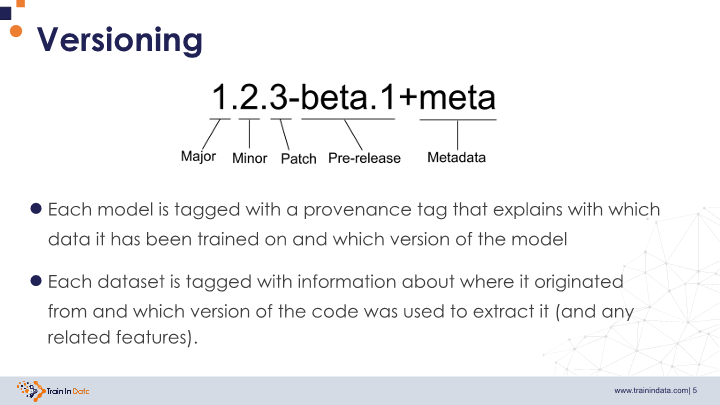 Versioning
1.2.3-beta.1+meta
Major Minor Patch Pre-release Metadata
Each model is tagged with a provenance tag that explains with which
data it has been trained on and which version of the model
Each dataset is tagged with information about where it originated
from and which version of the code was used to extract it (and any
related features).
Train In Data
www.trainindata.com| 5